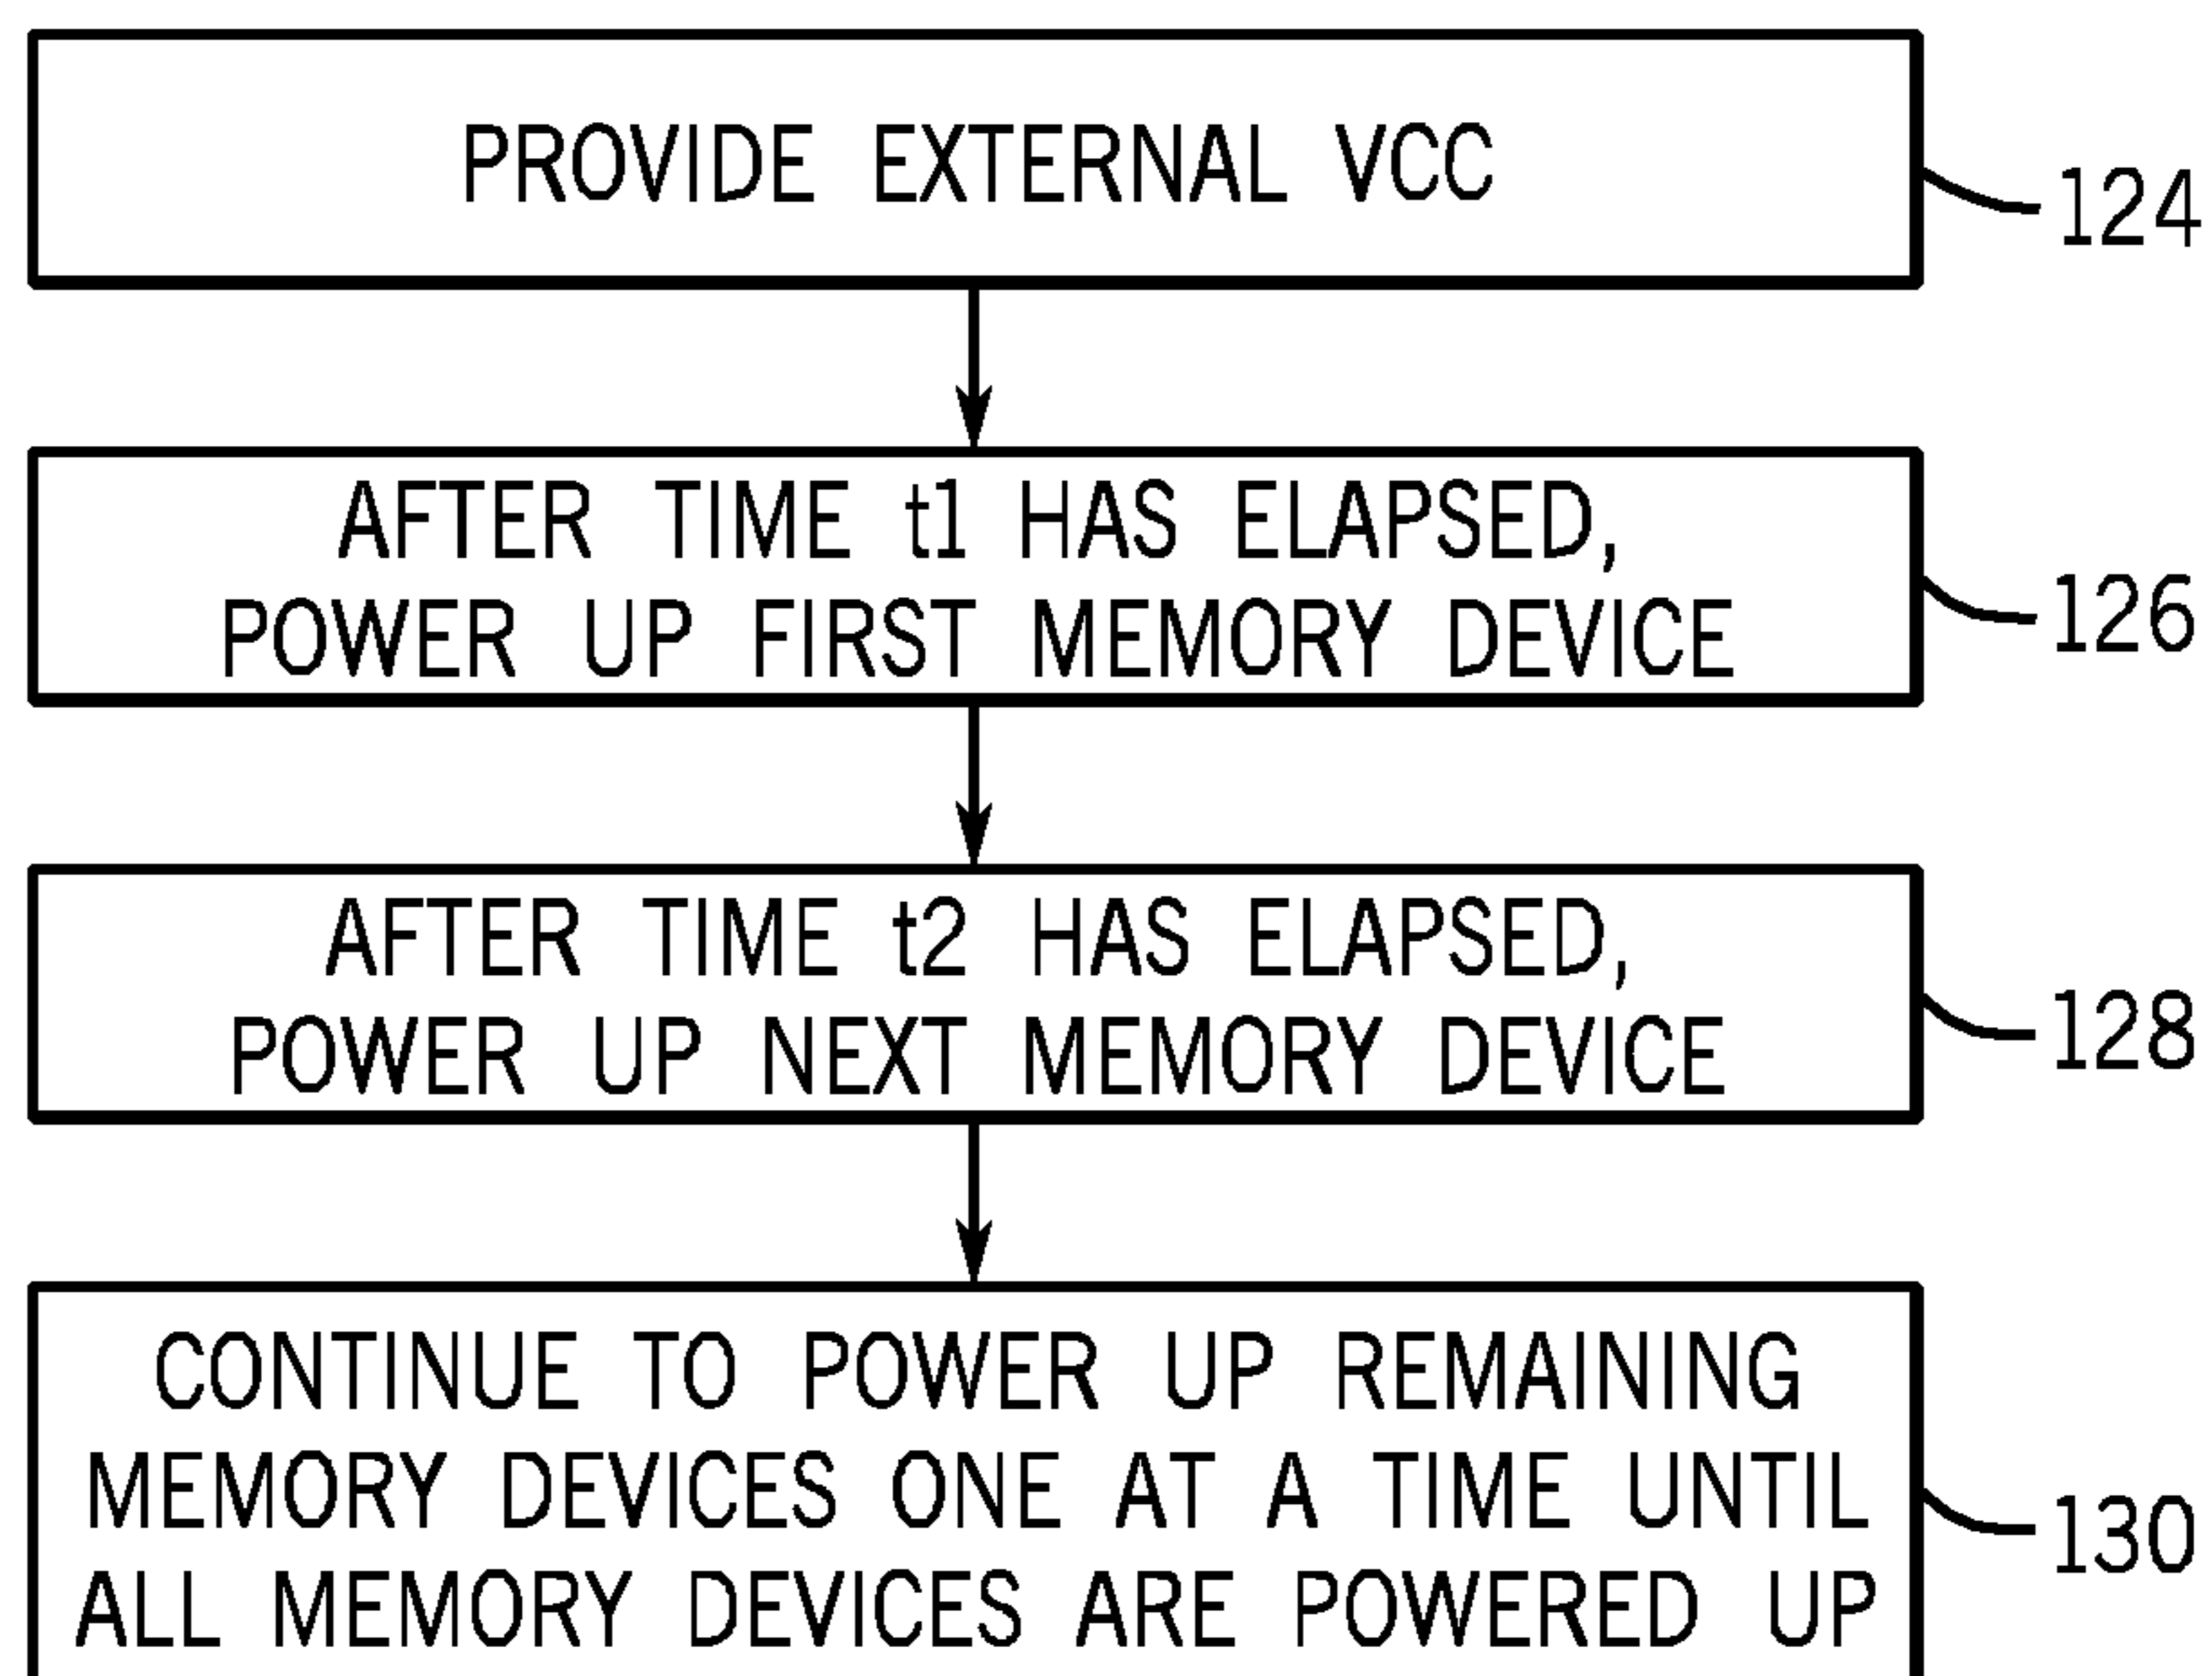 PROVIDE EXTERNAL VCC
124
AFTER TIME t1 HAS ELAPSED,
POWER UP FIRST MEMORY DEVICE
126
AFTER TIME t2 HAS ELAPSED,
POWER UP NEXT MEMORY DEVICE
128
CONTINUE TO POWER UP REMAINING
MEMORY DEVICES ONE AT A TIME UNTIL
ALL MEMORY DEVICES ARE POWERED UP
130